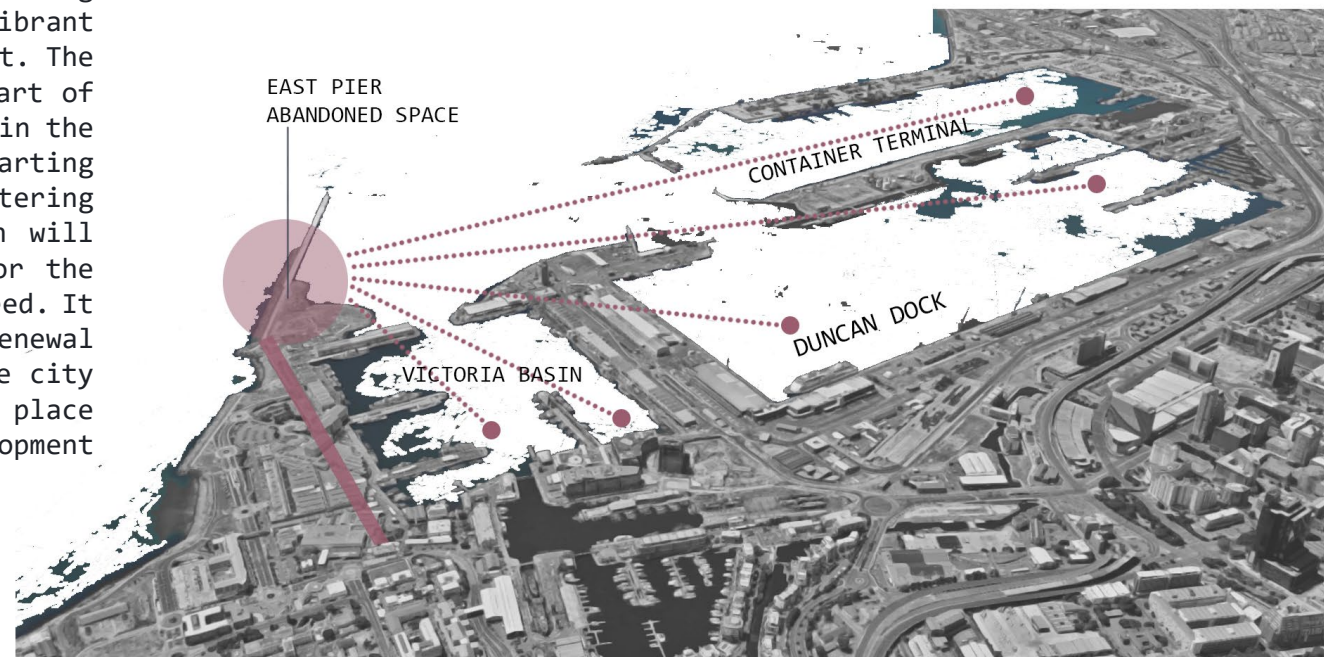 ibrant
t. The
art of
in the
arting
tering
will
or the
ed. It
enewal
e city
place
opment
EAST PIER
ABANDONED SPACE
CONTAINER TERMINAL
DUNCAN DOCK
VICTORIA BASIN